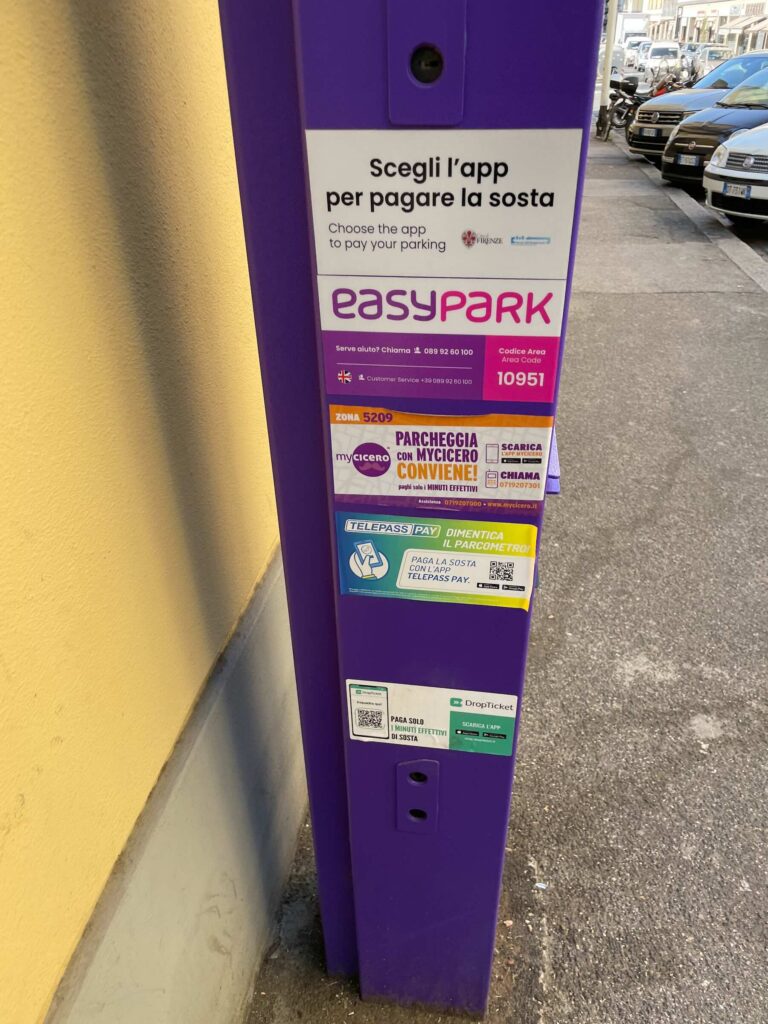 Scegli l'app
per pagare la sosta
Choose the app
to pay your parking
FIRENZE
easyPARK
Serve aiuto? Chiama 089 92 60 100
Customer Service +39 089 92 60 100
Codice Area
Area Code
10951
ZONA 5209
myCICERO
PARCHEGGIA
CON MYCICERO
CONVIENE!
paghi solo i MINUTI EFFETTIVI
SCARICA
L'APP MYCICERO
CHIAMA
0719207301
Assistenza 0719207000 • www.mycicero.it
TELEPASS PAY
DIMENTICA
IL PARCOMETRO!
PAGA LA SOSTA
CON L'APP
TELEPASS PAY.
DropTicket
PAGA SOLO
I MINUTI EFFETTIVI
DI SOSTA
DropTicket
SCARICA L'APP